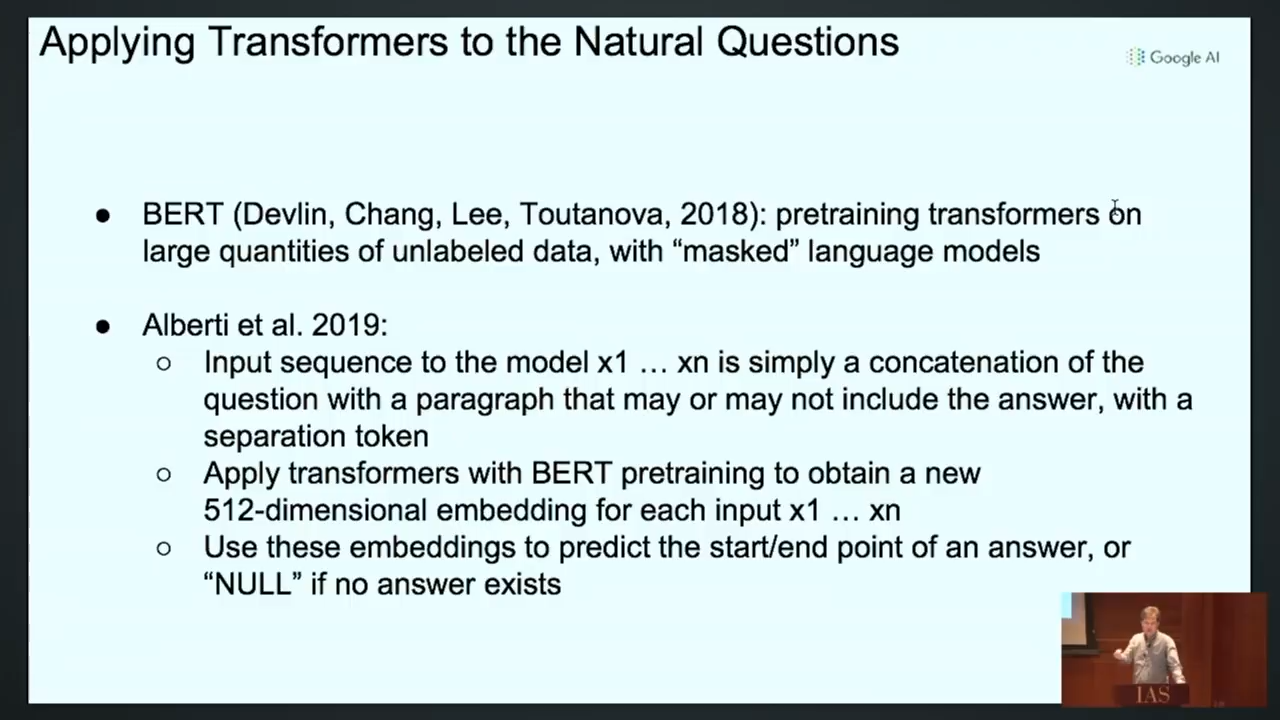 Applying Transformers to the Natural Questions
Google AI
● BERT (Devlin, Chang, Lee, Toutanova, 2018): pretraining transformers on
large quantities of unlabeled data, with “masked” language models
● Alberti et al. 2019:
○ Input sequence to the model x1 … xn is simply a concatenation of the
question with a paragraph that may or may not include the answer, with a
separation token
○ Apply transformers with BERT pretraining to obtain a new
512-dimensional embedding for each input x1 … xn
○ Use these embeddings to predict the start/end point of an answer, or
“NULL” if no answer exists
IAS